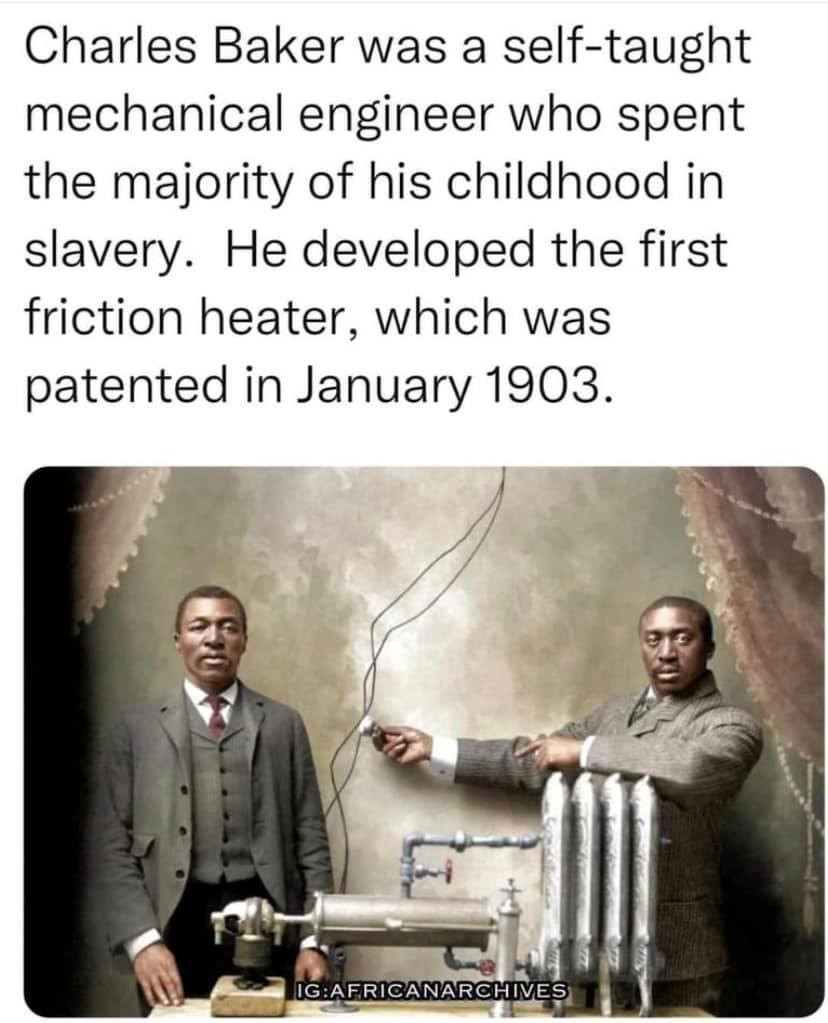 Charles Baker was a self-taught
mechanical engineer who spent
the majority of his childhood in
slavery.  He developed the first
friction heater, which was
patented in January 1903.
IG:AFRICANARCHIVES